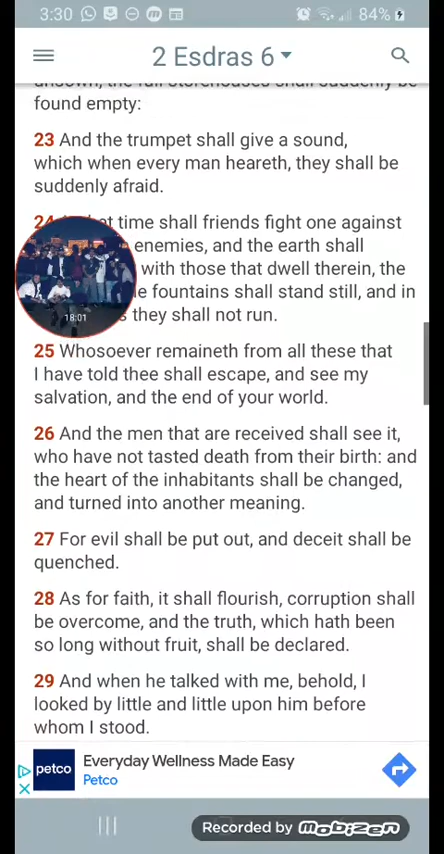 3:30 84%
2 Esdras 6
found empty:
23 And the trumpet shall give a sound,
which when every man heareth, they shall be
suddenly afraid.
24 time shall friends fight one against
enemies, and the earth shall
with those that dwell therein, the
fountains shall stand still, and in
they shall not run.
18:01
25 Whosoever remaineth from all these that
I have told thee shall escape, and see my
salvation, and the end of your world.
26 And the men that are received shall see it,
who have not tasted death from their birth: and
the heart of the inhabitants shall be changed,
and turned into another meaning.
27 For evil shall be put out, and deceit shall be
quenched.
28 As for faith, it shall flourish, corruption shall
be overcome, and the truth, which hath been
so long without fruit, shall be declared.
29 And when he talked with me, behold, I
looked by little and little upon him before
whom I stood.
petco Everyday Wellness Made Easy
Petco
Recorded by Mobizen